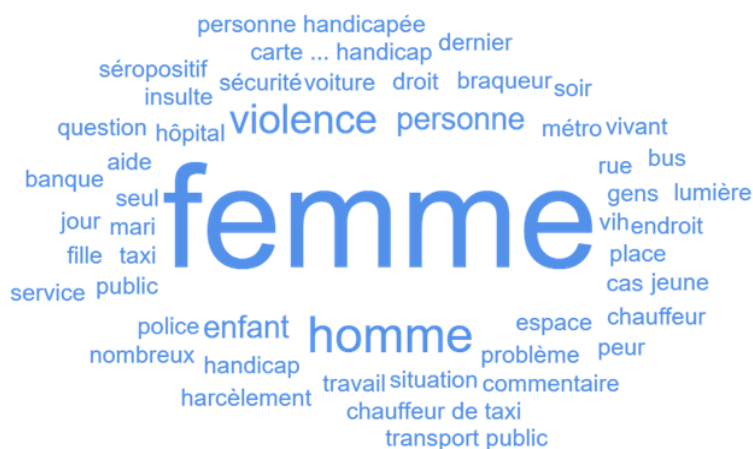 personne handicapée
carte ... handicap dernier
séropositif sécurité voiture droit braqueur soir
insulte
question hôpital violence personne métro vivant
aide rue bus
banque seul femme gens lumière
jour mari vih endroit
fille taxi place
service public cas jeune
police enfant homme espace chauffeur
nombreux handicap problème peur
harcèlement travail situation commentaire
chauffeur de taxi
transport public